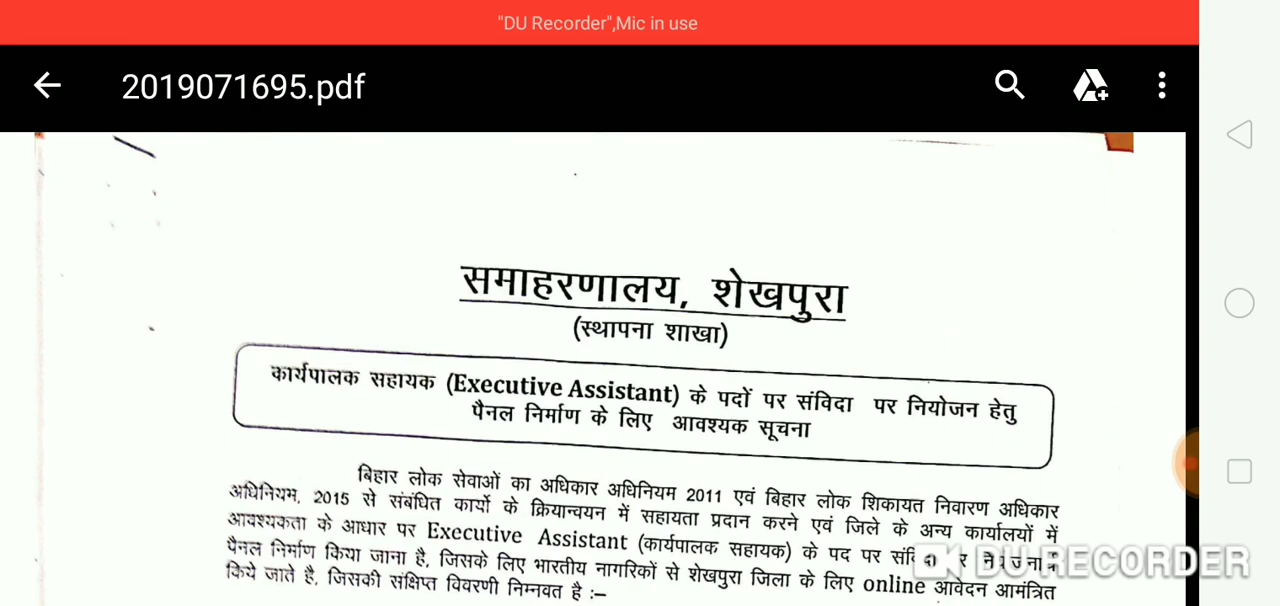 "DU Recorder",Mic in use
2019071695.pdf
समाहरणालय, शेखपुरा
(स्थापना शाखा)
कार्यपालक सहायक (Executive Assistant) के पदों पर संविदा पर नियोजन हेतु
पैनल निर्माण के लिए आवश्यक सूचना
बिहार लोक सेवाओं का अधिकार अधिनियम 2011 एवं बिहार लोक शिकायत निवारण अधिकार
अधिनियम, 2015 से संबंधित कार्यो के क्रियान्वयन में सहायता प्रदान करने एवं जिले के अन्य कार्यालयों में
आवश्यकता के आधार पर Executive Assistant (कार्यपालक सहायक) के पद पर
पैनल निर्माण किया जाना है, जिसके लिए भारतीय नागरिकों से शेखपुरा जिला के लिए online आवेदन आमंत्रित
किये जाते है, जिसकी संक्षिप्त विवरणी निम्नवत है :–
DU RECORDER